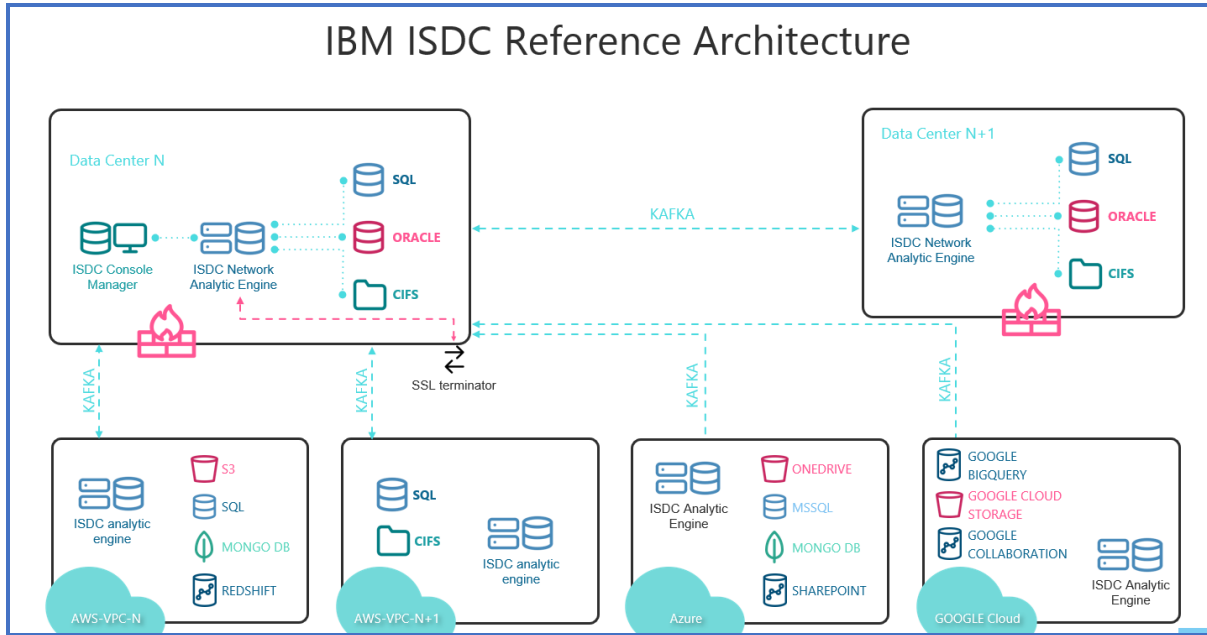 IBM ISDC Reference Architecture
Data Center N
SQL
ORACLE
CIFS
ISDC Console
Manager
ISDC Network
Analytic Engine
SSL terminator
KAFKA
Data Center N+1
SQL
ORACLE
CIFS
ISDC Network
Analytic Engine
KAFKA
KAFKA
KAFKA
KAFKA
ISDC analytic
engine
S3
SQL
MONGO DB
REDSHIFT
AWS-VPC-N
SQL
CIFS
ISDC analytic
engine
AWS-VPC-N+1
ISDC Analytic
Engine
ONEDRIVE
MSSQL
MONGO DB
SHAREPOINT
Azure
GOOGLE
BIGQUERY
GOOGLE CLOUD
STORAGE
GOOGLE
COLLABORATION
ISDC Analytic
Engine
GOOGLE Cloud